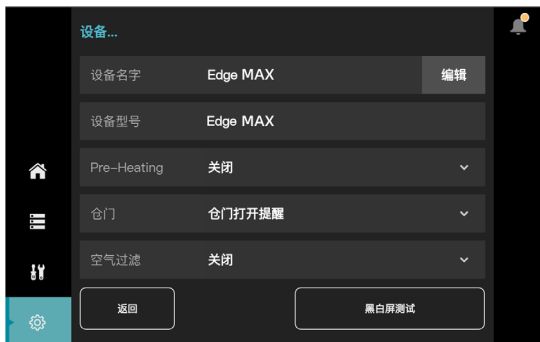 设备...
设备名字 Edge MAX 编辑
设备型号 Edge MAX
Pre-Heating 关闭
仓门 仓门打开提醒
空气过滤 关闭
返回 黑白屏测试